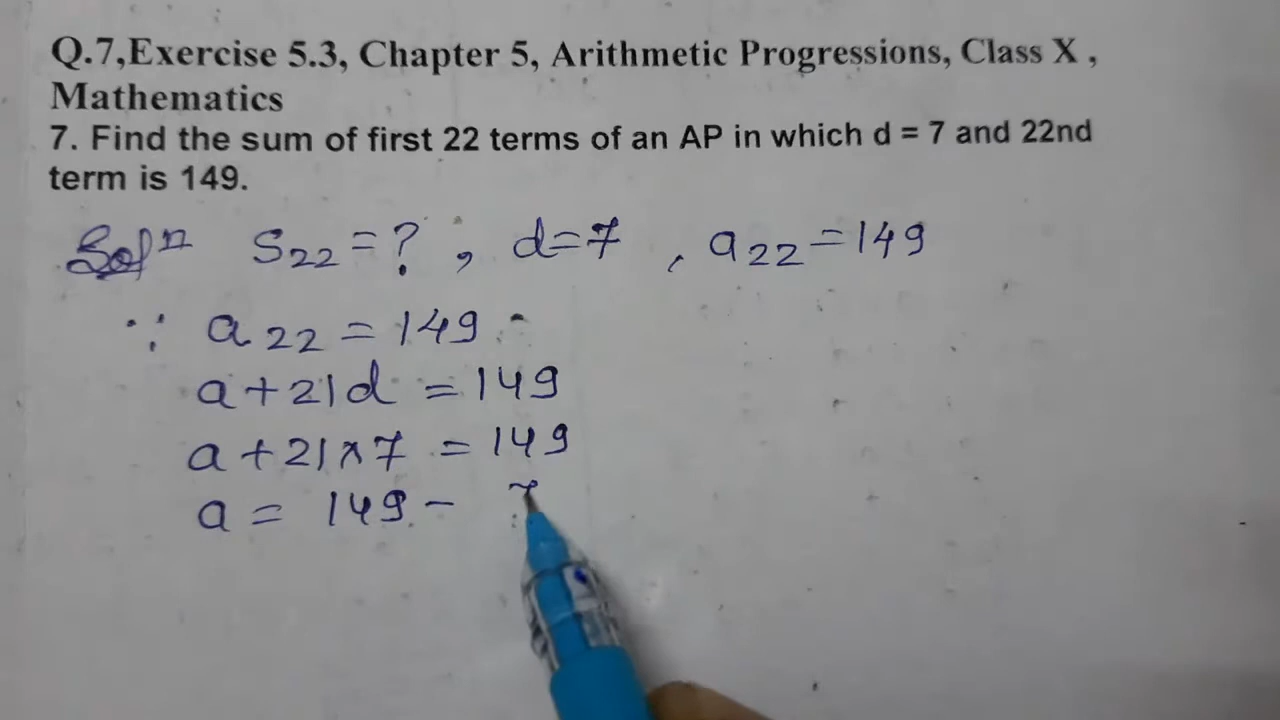 Q.7,Exercise 5.3, Chapter 5, Arithmetic Progressions, Class X ,
Mathematics
7. Find the sum of first 22 terms of an AP in which d = 7 and 22nd
term is 149.
Solⁿ S₂₂ = ? , d=7 , a₂₂ = 149
∵ a₂₂ = 149
a + 21d = 149
a + 21×7 = 149
a = 149 -